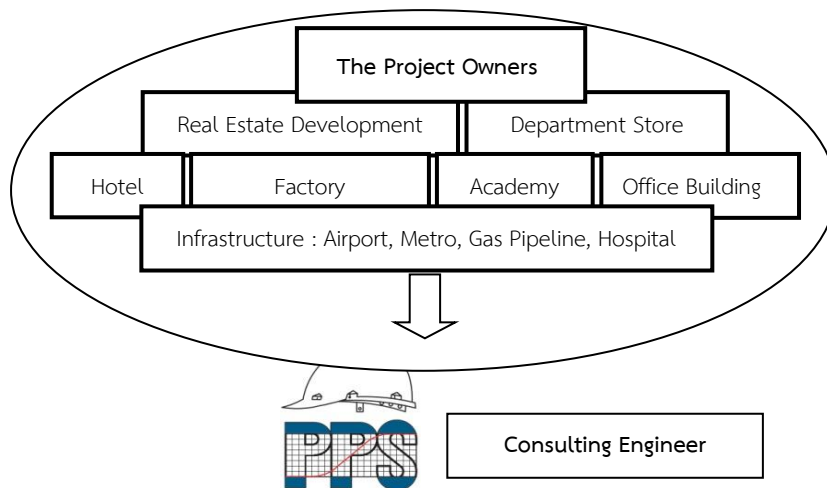 The Project Owners
Real Estate Development Department Store
Hotel Factory Academy Office Building
Infrastructure : Airport, Metro, Gas Pipeline, Hospital
PPS Consulting Engineer